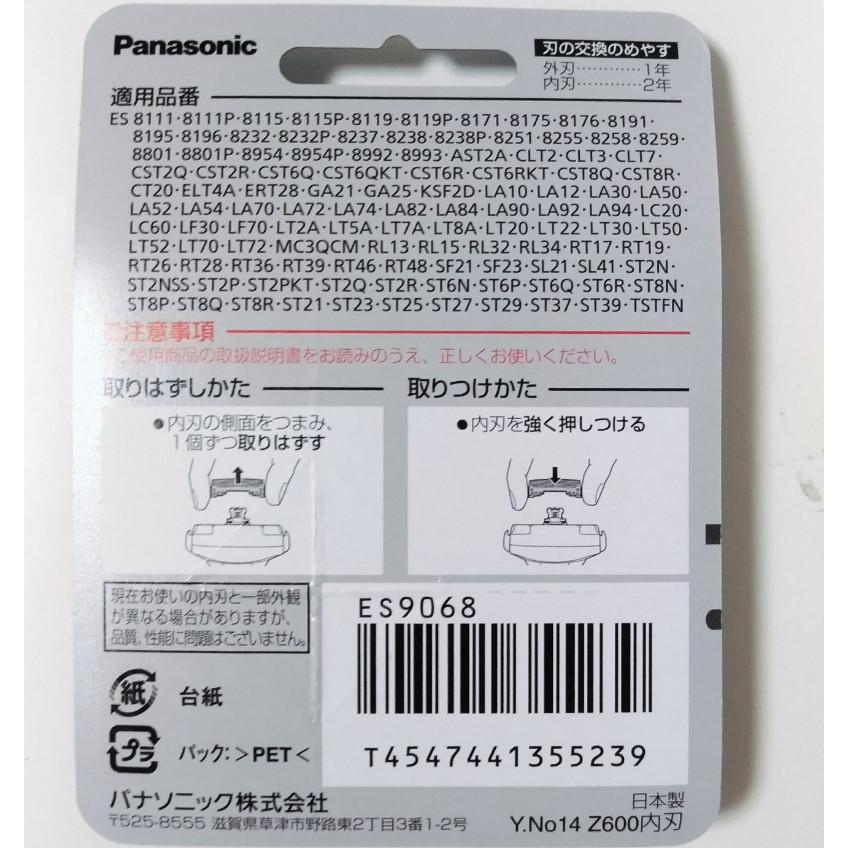 Panasonic
刃の交換のめやす
外刃…………1年
内刃…………2年
適用品番
ES 8111·8111P·8115·8115P·8119·8119P·8171·8175·8176·8191·
8195·8196·8232·8232P·8237·8238·8238P·8251·8255·8258·8259·
8801·8801P·8954·8954P·8992·8993·AST2A·CLT2·CLT3·CLT7·
CST2Q·CST2R·CST6Q·CST6QKT·CST6R·CST6RKT·CST8Q·CST8R·
CT20·ELT4A·ERT28·GA21·GA25·KSF2D·LA10·LA12·LA30·LA50·
LA52·LA54·LA70·LA72·LA74·LA82·LA84·LA90·LA92·LA94·LC20·
LC60·LF30·LF70·LT2A·LT5A·LT7A·LT8A·LT20·LT22·LT30·LT50·
LT52·LT70·LT72·MC3QCM·RL13·RL15·RL32·RL34·RT17·RT19·
RT26·RT28·RT36·RT39·RT46·RT48·SF21·SF23·SL21·SL41·ST2N·
ST2NSS·ST2P·ST2PKT·ST2Q·ST2R·ST6N·ST6P·ST6Q·ST6R·ST8N·
ST8P·ST8Q·ST8R·ST21·ST23·ST25·ST27·ST29·ST37·ST39·TSTFN
ご注意事項
ご使用商品の取扱説明書をお読みのうえ、正しくお使いください。
取りはずしかた
●内刃の側面をつまみ、
1個ずつ取りはずす
取りつけかた
●内刃を強く押しつける
現在お使いの内刃と一部外観
が異なる場合がありますが、
品質、性能に問題はございません。
ES9068
T4547441355239
紙 台紙
プラ パック:>PET<
パナソニック株式会社
〒525-8555 滋賀県草津市野路東2丁目3番1-2号
日本製
Y.No14 Z600内刃